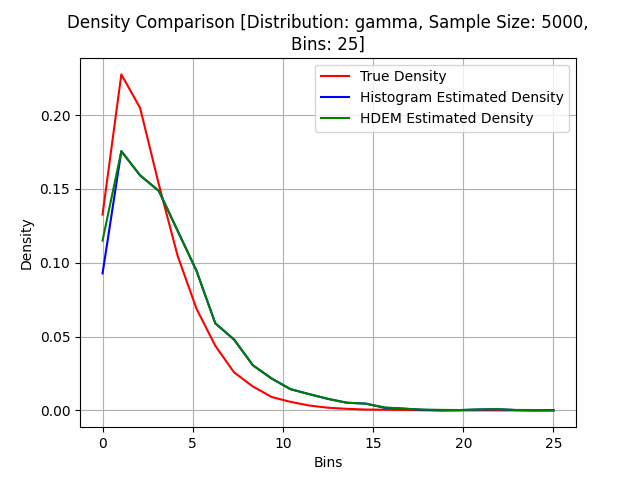 Density Comparison [Distribution: gamma, Sample Size: 5000,
Bins: 25]
True Density
Histogram Estimated Density
HDEM Estimated Density
Density
0.20
0.15
0.10
0.05
0.00
0
5
10
15
20
25
Bins